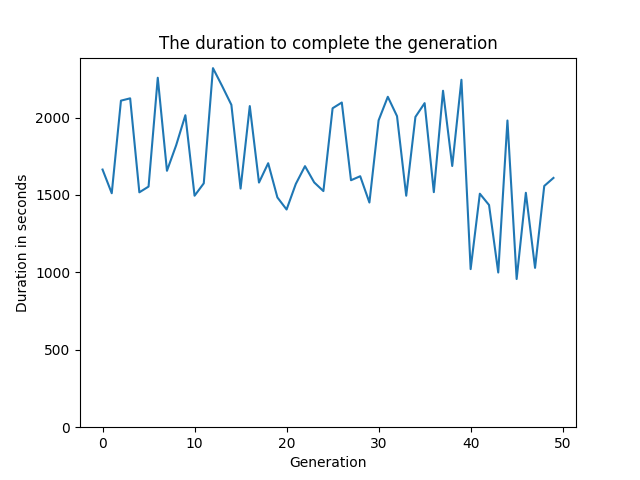 The duration to complete the generation
Duration in seconds
2000
1500
1000
500
0
0 10 20 30 40 50
Generation